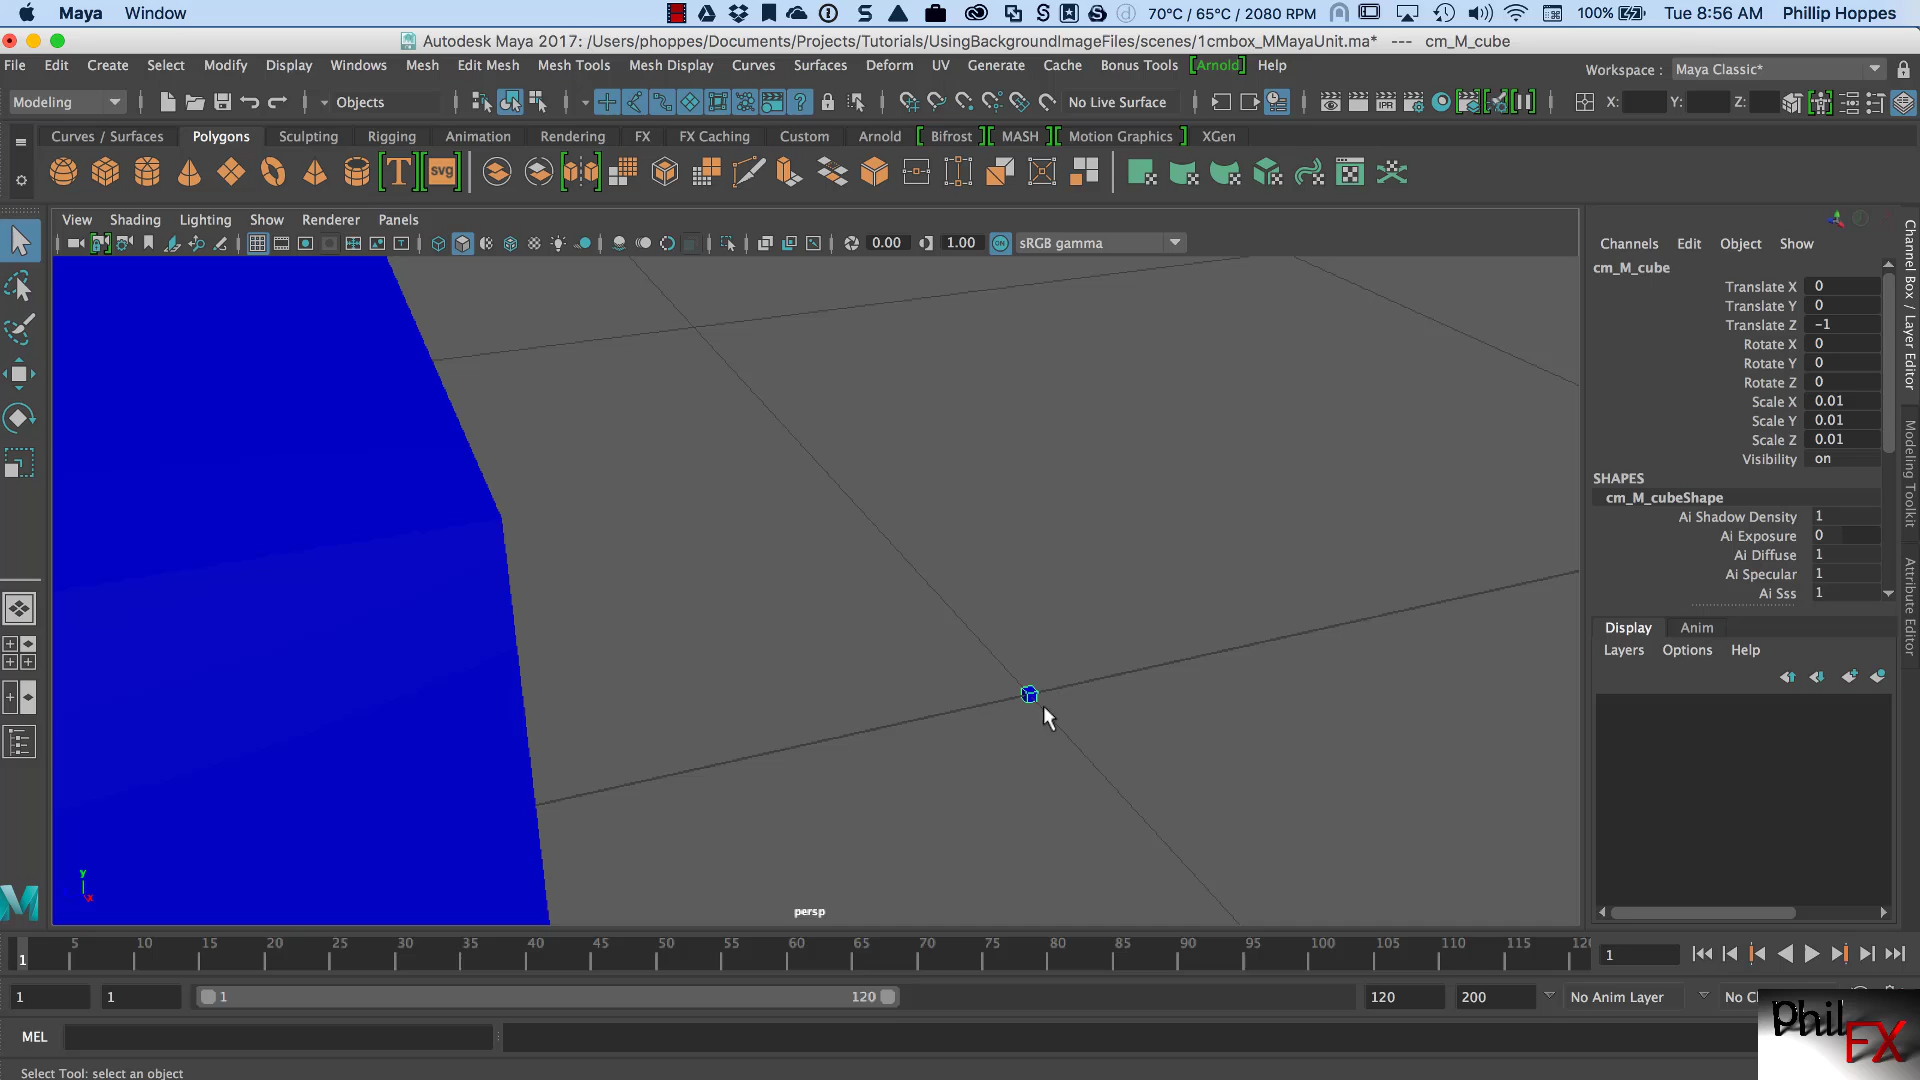 Maya Window 70°C / 65°C / 2080 RPM 100% Tue 8:56 AM Phillip Hoppes
Autodesk Maya 2017: /Users/phoppes/Documents/Projects/Tutorials/UsingBackgroundImageFiles/scenes/1cmbox_MMayaUnit.ma* --- cm_M_cube
File Edit Create Select Modify Display Windows Mesh Edit Mesh Mesh Tools Mesh Display Curves Surfaces Deform UV Generate Cache Bonus Tools [Arnold] Help Workspace : Maya Classic*
Modeling Objects No Live Surface IPR X: Y: Z:
Curves / Surfaces Polygons Sculpting Rigging Animation Rendering FX FX Caching Custom Arnold [ Bifrost ][ MASH ][ Motion Graphics ] XGen
T svg
View Shading Lighting Show Renderer Panels
0.00 1.00 ON sRGB gamma
Channels Edit Object Show
cm_M_cube
Translate X 0
Translate Y 0
Translate Z -1
Rotate X 0
Rotate Y 0
Rotate Z 0
Scale X 0.01
Scale Y 0.01
Scale Z 0.01
Visibility on
SHAPES
cm_M_cubeShape
Ai Shadow Density 1
Ai Exposure 0
Ai Diffuse 1
Ai Specular 1
Ai Sss 1
Channel Box / Layer Editor
Modeling Toolkit
Attribute Editor
Display Anim
Layers Options Help
y
x
persp
5 10 15 20 25 30 35 40 45 50 55 60 65 70 75 80 85 90 95 100 105 110 115 120
1 1
1 1 1 120 120 200 No Anim Layer No C
MEL
Phil
FX
Select Tool: select an object